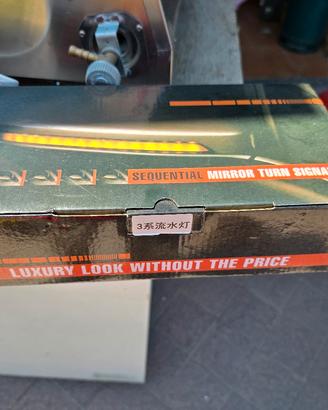 SEQUENTIAL MIRROR TURN SIGNA
3系流水灯
LUXURY LOOK WITHOUT THE PRICE